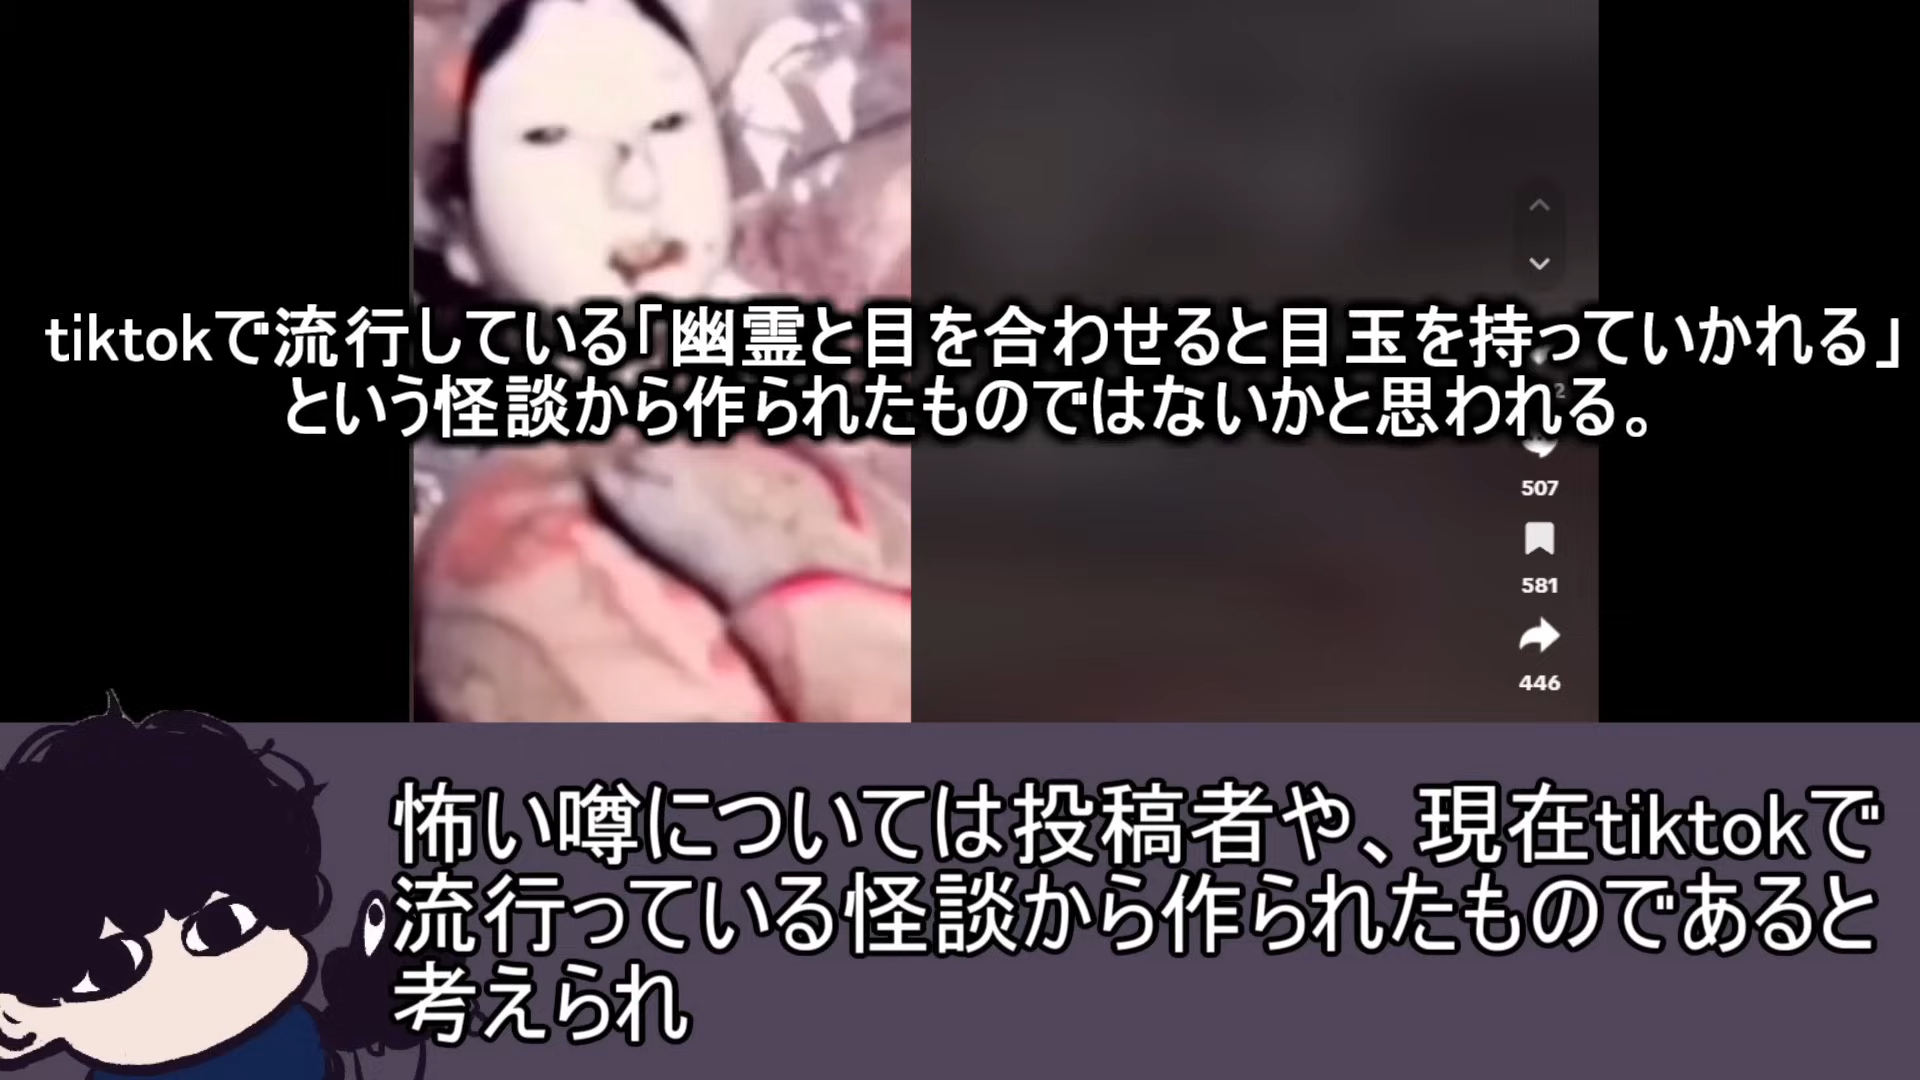 tiktokで流行している「幽霊と目を合わせると目玉を持っていかれる」
という怪談から作られたものではないかと思われる。
507
581
446
怖い噂については投稿者や、現在tiktokで
流行っている怪談から作られたものであると
考えられ